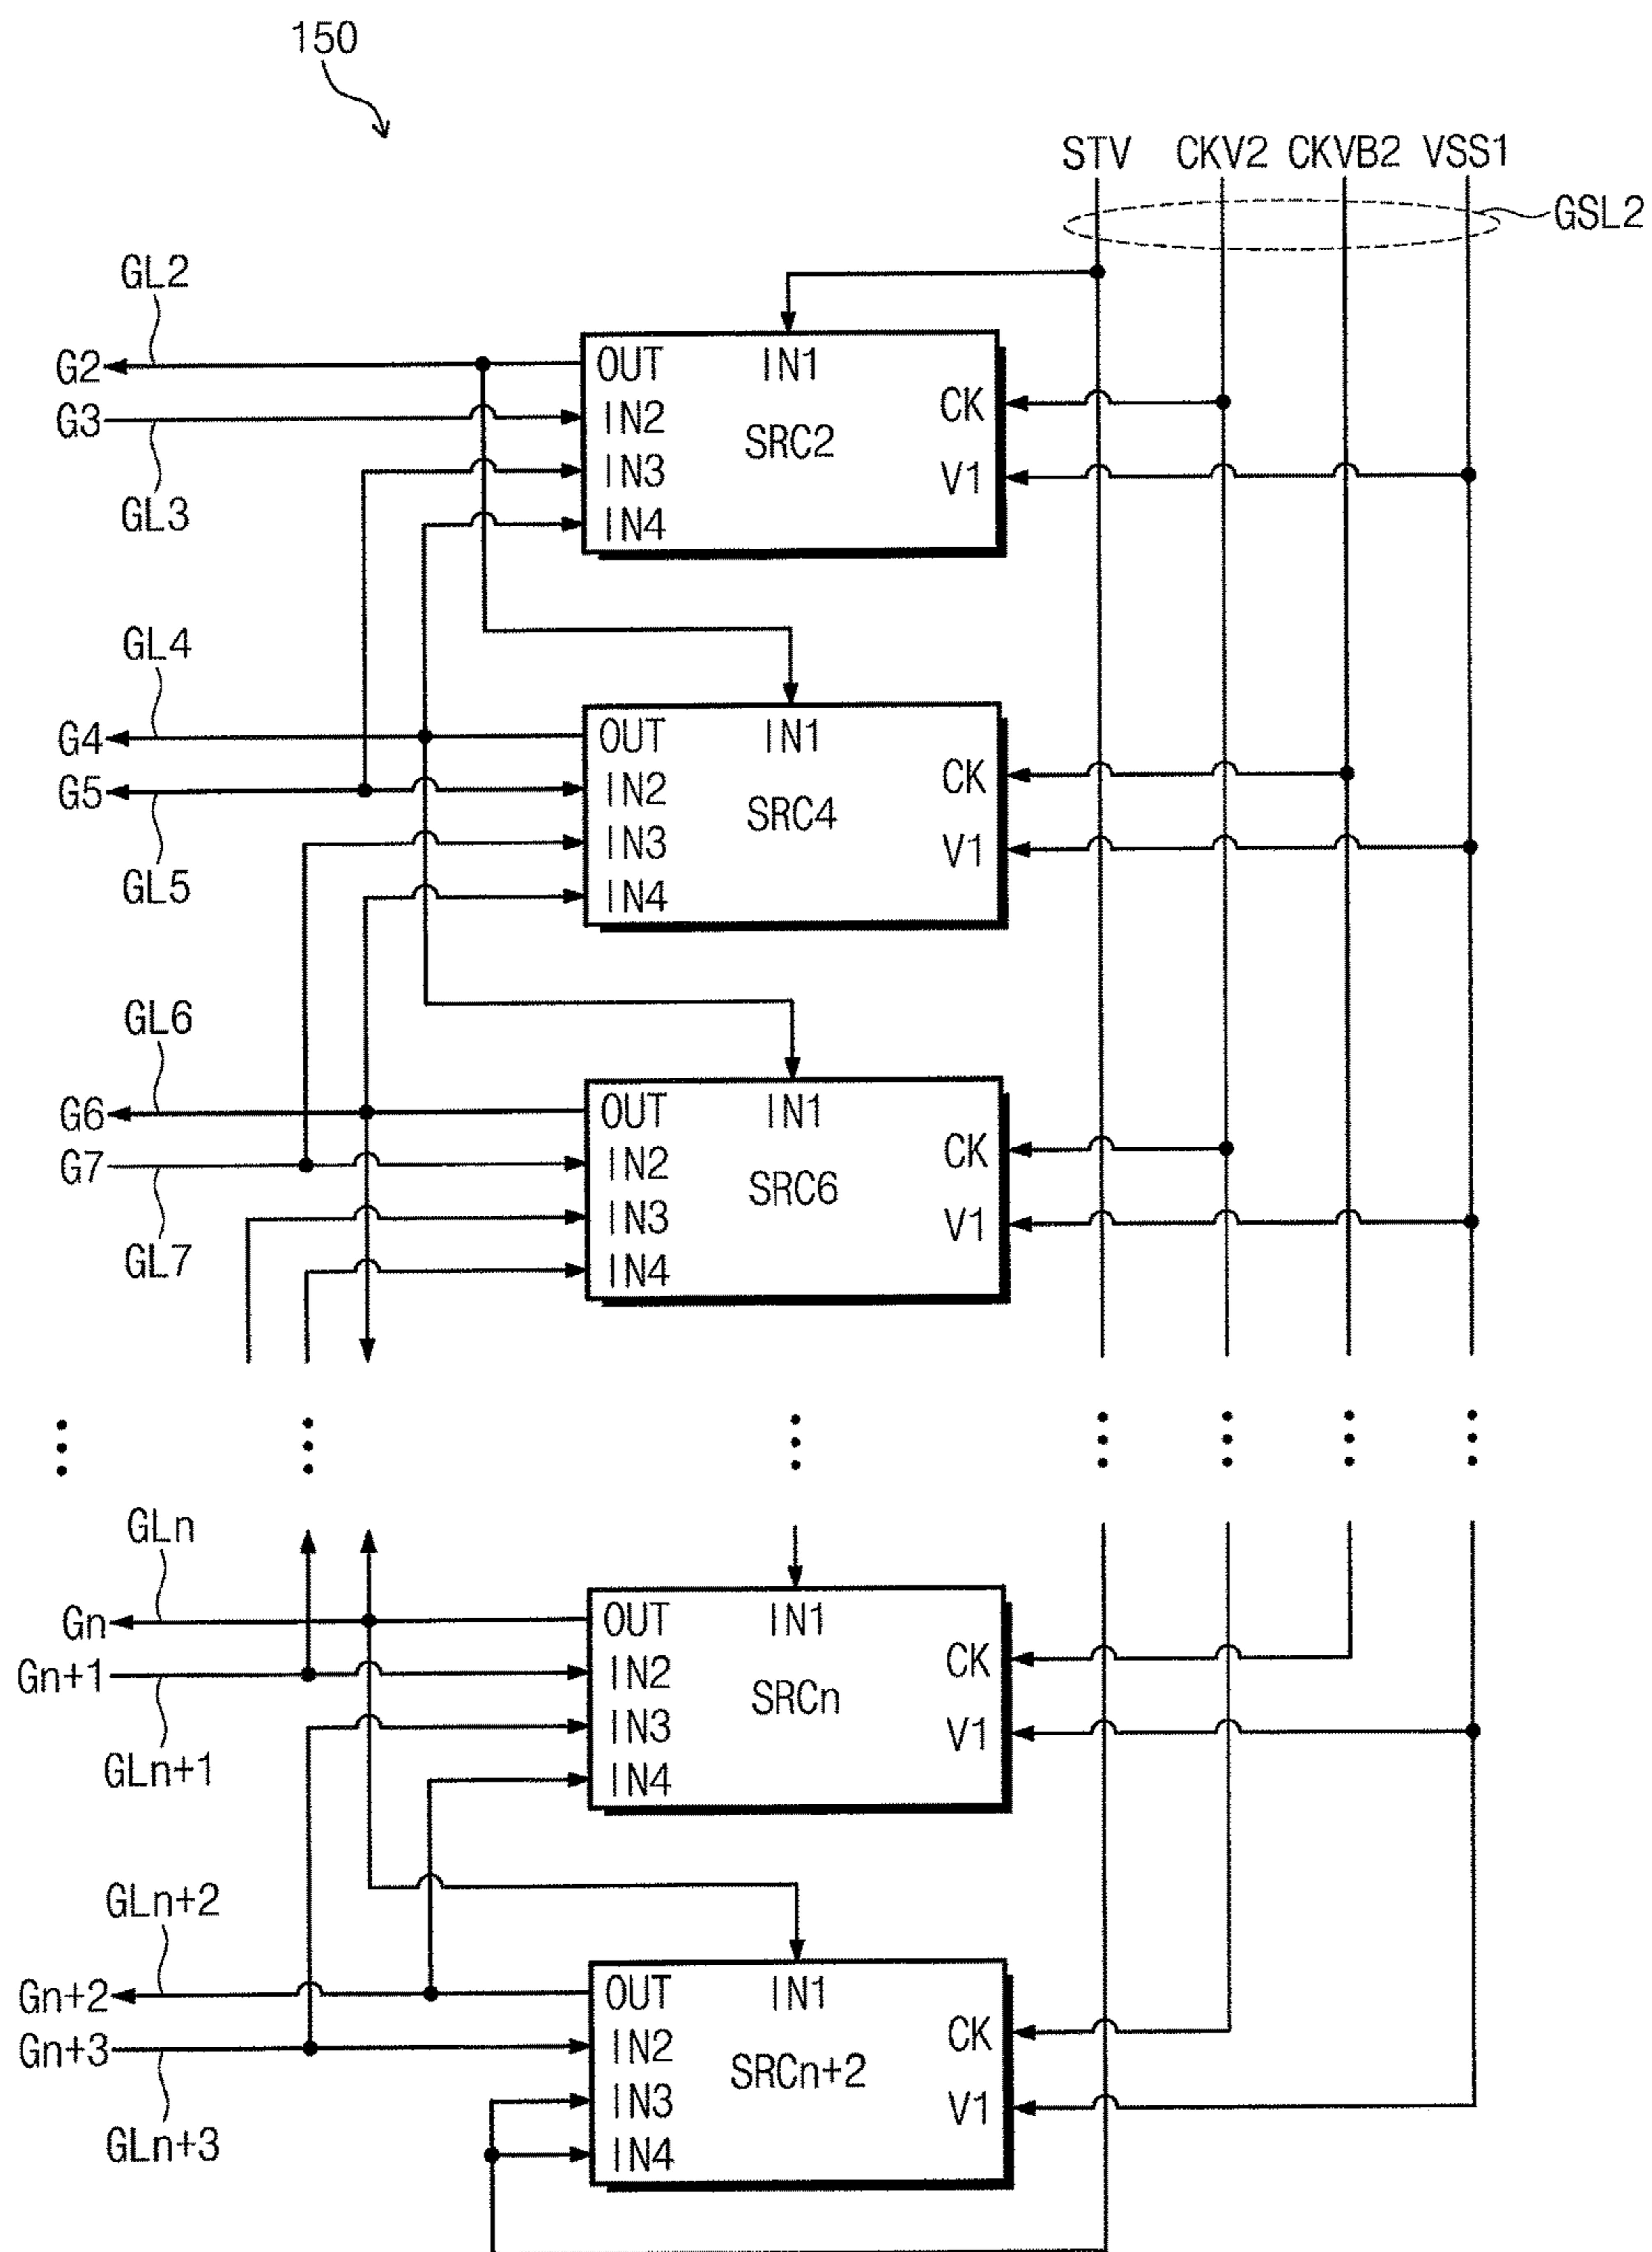 150
STV CKV2 CKVB2 VSS1
GSL2
GL2
G2
G3
GL3
OUT IN1
IN2 CK
SRC2
IN3 V1
IN4
GL4
G4
G5
GL5
OUT IN1
IN2 CK
SRC4
IN3 V1
IN4
GL6
G6
G7
GL7
OUT IN1
IN2 CK
SRC6
IN3 V1
IN4
GLn
Gn
Gn+1
GLn+1
OUT IN1
IN2 CK
SRCn
IN3 V1
IN4
GLn+2
Gn+2
Gn+3
GLn+3
OUT IN1
IN2 CK
SRCn+2
IN3 V1
IN4